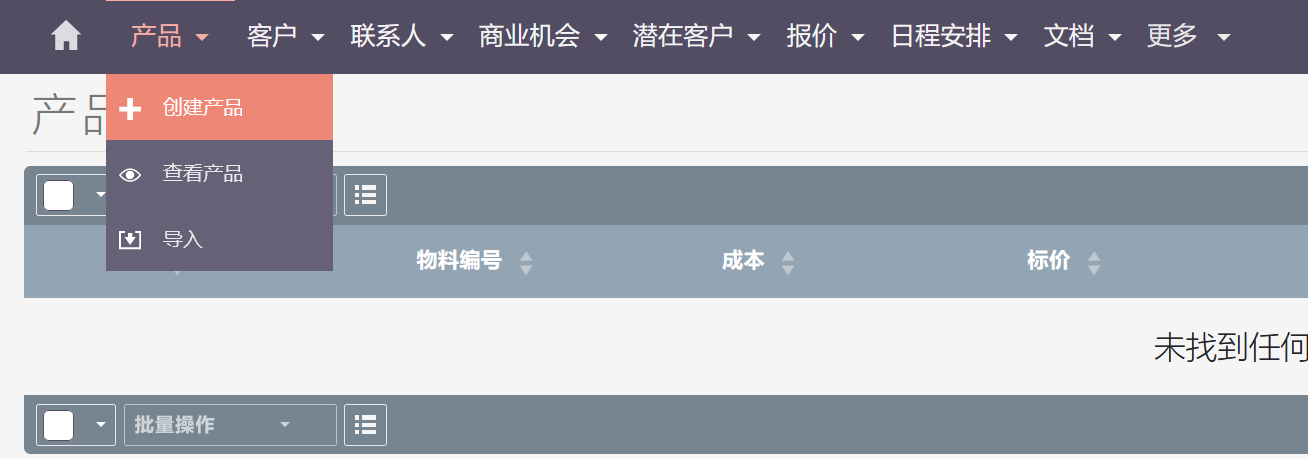 产品 客户 联系人 商业机会 潜在客户 报价 日程安排 文档 更多
创建产品
产品
查看产品
导入
物料编号 成本 标价
未找到任何
批量操作